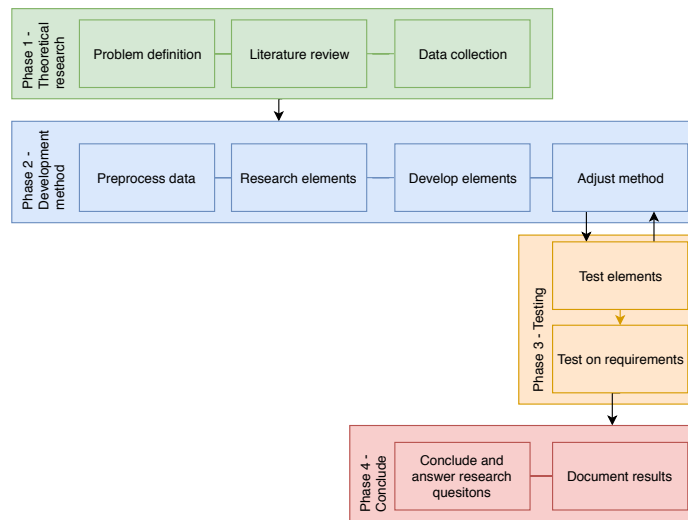 Phase 1 -
Theoretical
research
Problem definition
Literature review
Data collection
Phase 2 -
Development
method
Preprocess data
Research elements
Develop elements
Adjust method
Phase 3 - Testing
Test elements
Test on requirements
Phase 4 -
Conclude
Conclude and
answer research
quesitons
Document results